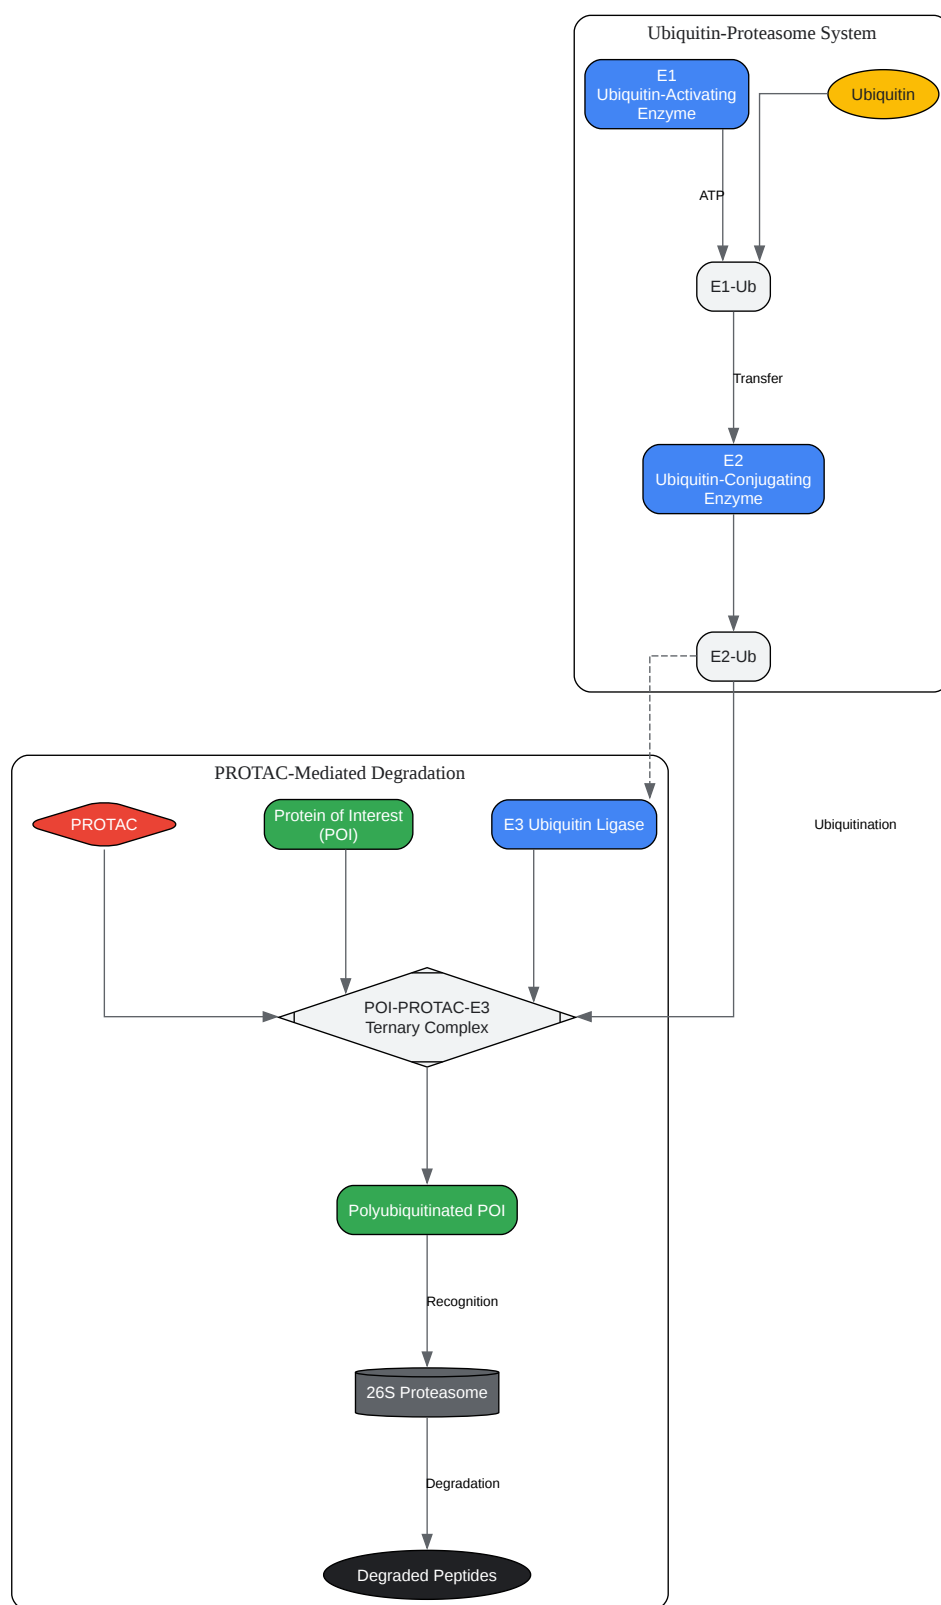 Ubiquitin-Proteasome System
E1
Ubiquitin-Activating
Enzyme
Ubiquitin
ATP
E1-Ub
Transfer
E2
Ubiquitin-Conjugating
Enzyme
E2-Ub
PROTAC-Mediated Degradation
PROTAC
Protein of Interest
(POI)
E3 Ubiquitin Ligase
Ubiquitination
POI-PROTAC-E3
Ternary Complex
Polyubiquitinated POI
Recognition
26S Proteasome
Degradation
Degraded Peptides